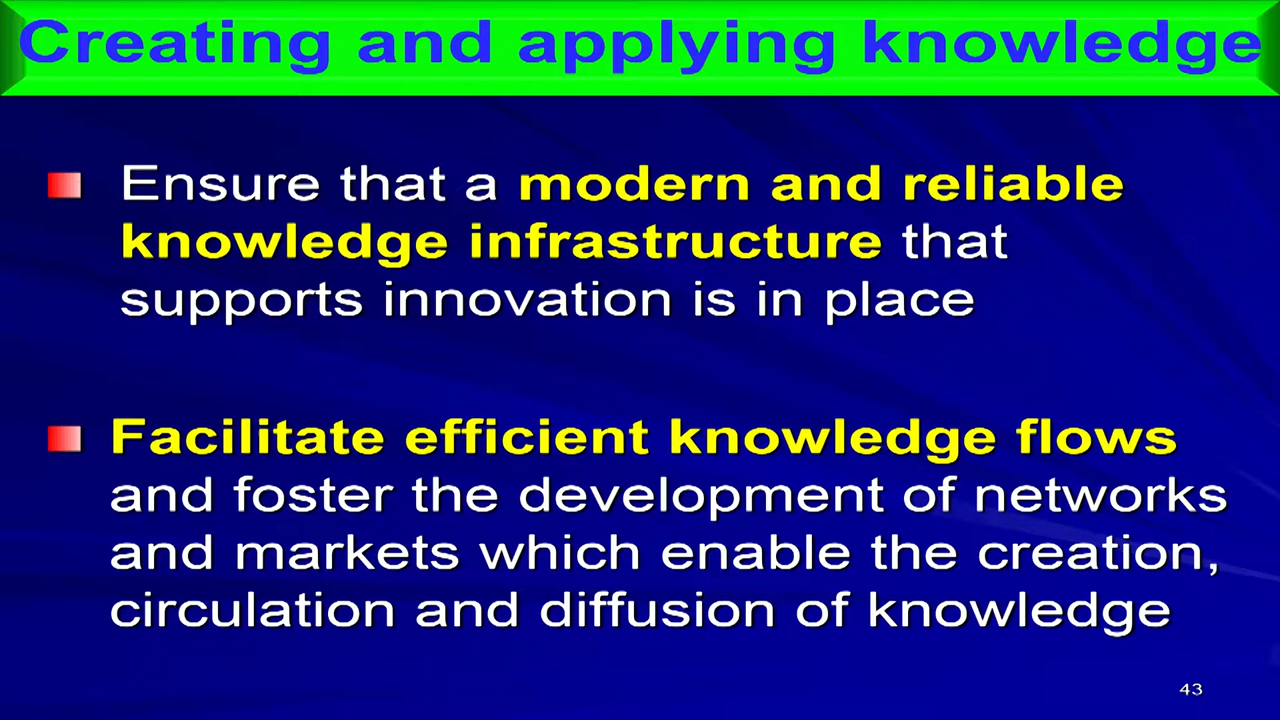 Creating and applying knowledge
Ensure that a modern and reliable
knowledge infrastructure that
supports innovation is in place
Facilitate efficient knowledge flows
and foster the development of networks
and markets which enable the creation,
circulation and diffusion of knowledge
43